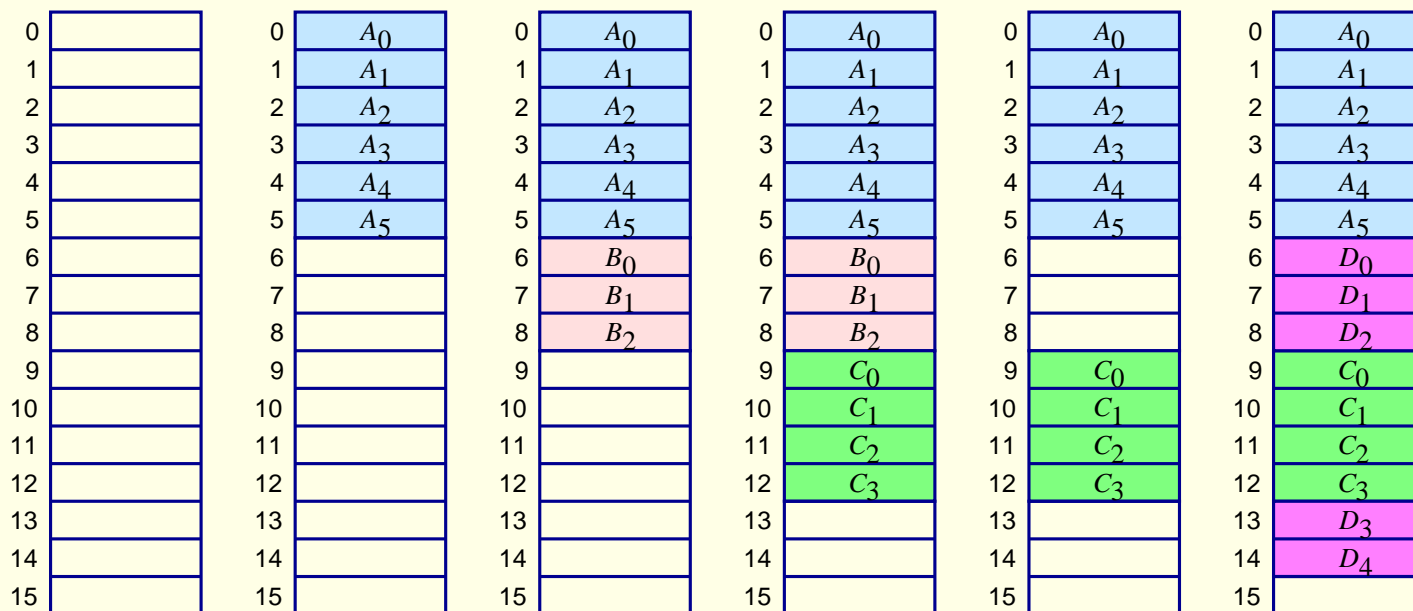 0 0 A0 0 A0 0 A0 0 A0 0 A0
1 1 A1 1 A1 1 A1 1 A1 1 A1
2 2 A2 2 A2 2 A2 2 A2 2 A2
3 3 A3 3 A3 3 A3 3 A3 3 A3
4 4 A4 4 A4 4 A4 4 A4 4 A4
5 5 A5 5 A5 5 A5 5 A5 5 A5
6 6 6 B0 6 B0 6 6 D0
7 7 7 B1 7 B1 7 7 D1
8 8 8 B2 8 B2 8 8 D2
9 9 9 9 C0 9 C0 9 C0
10 10 10 10 C1 10 C1 10 C1
11 11 11 11 C2 11 C2 11 C2
12 12 12 12 C3 12 C3 12 C3
13 13 13 13 13 13 D3
14 14 14 14 14 14 D4
15 15 15 15 15 15